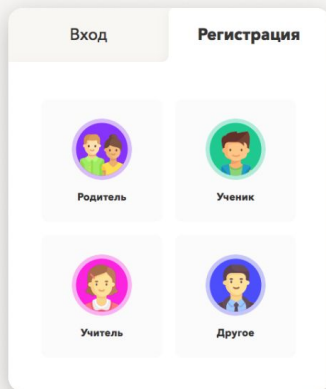 Вход Регистрация
Родитель Ученик
Учитель Другое